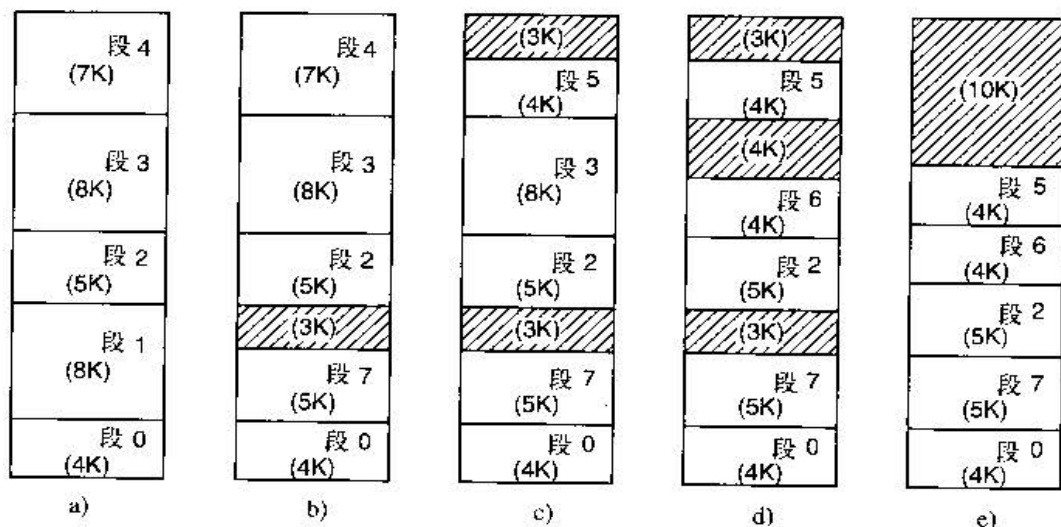 段 4
(7K)
段 3
(8K)
段 2
(5K)
段 1
(8K)
段 0
(4K)
a)
段 4
(7K)
段 3
(8K)
段 2
(5K)
(3K)
段 7
(5K)
段 0
(4K)
b)
(3K)
段 5
(4K)
段 3
(8K)
段 2
(5K)
(3K)
段 7
(5K)
段 0
(4K)
c)
(3K)
段 5
(4K)
(4K)
段 6
(4K)
段 2
(5K)
(3K)
段 7
(5K)
段 0
(4K)
d)
(10K)
段 5
(4K)
段 6
(4K)
段 2
(5K)
段 7
(5K)
段 0
(4K)
e)